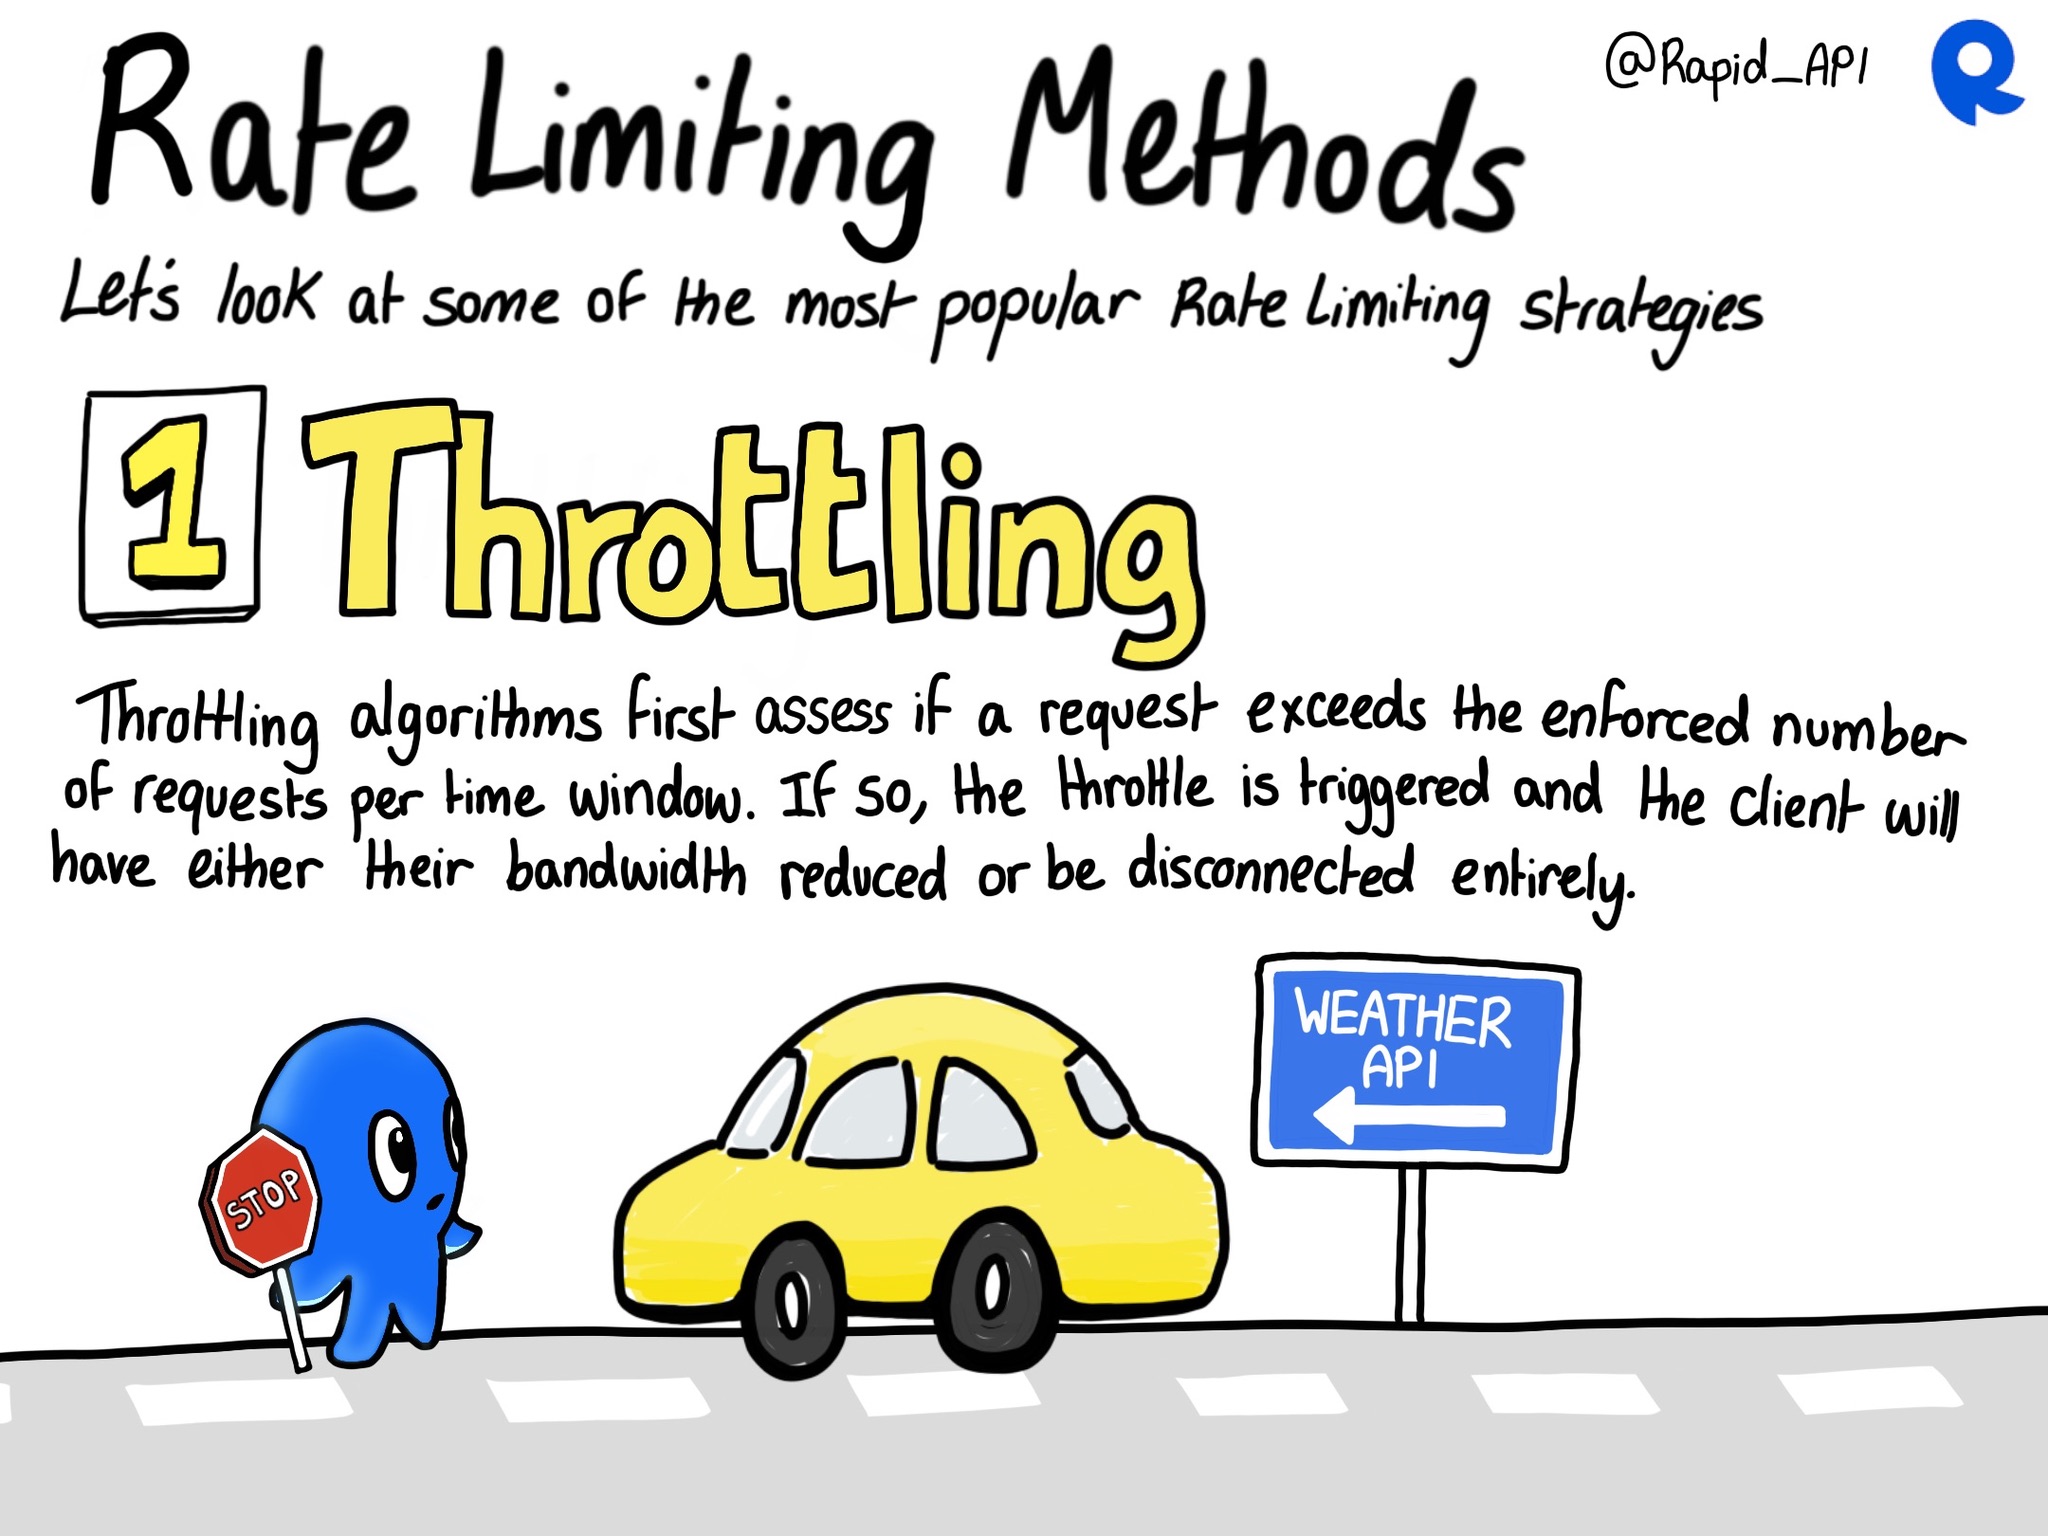 Rate Limiting Methods
@Rapid_API
Let's look at some of the most popular Rate Limiting strategies
1 Throttling
Throttling algorithms first assess if a request exceeds the enforced number
of requests per time window. If so, the throttle is triggered and the client will
have either their bandwidth reduced or be disconnected entirely.
WEATHER
API
STOP